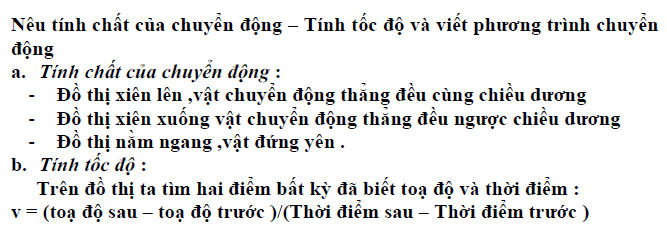 Nêu tính chất của chuyển động – Tính tốc độ và viết phương trình chuyển
động
a. Tính chất của chuyển động :
- Đồ thị xiên lên ,vật chuyển động thẳng đều cùng chiều dương
- Đồ thị xiên xuống vật chuyển động thẳng đều ngược chiều dương
- Đồ thị nằm ngang ,vật đứng yên .
b. Tính tốc độ :
Trên đồ thị ta tìm hai điểm bất kỳ đã biết toạ độ và thời điểm :
v = (toạ độ sau – toạ độ trước )/(Thời điểm sau – Thời điểm trước )